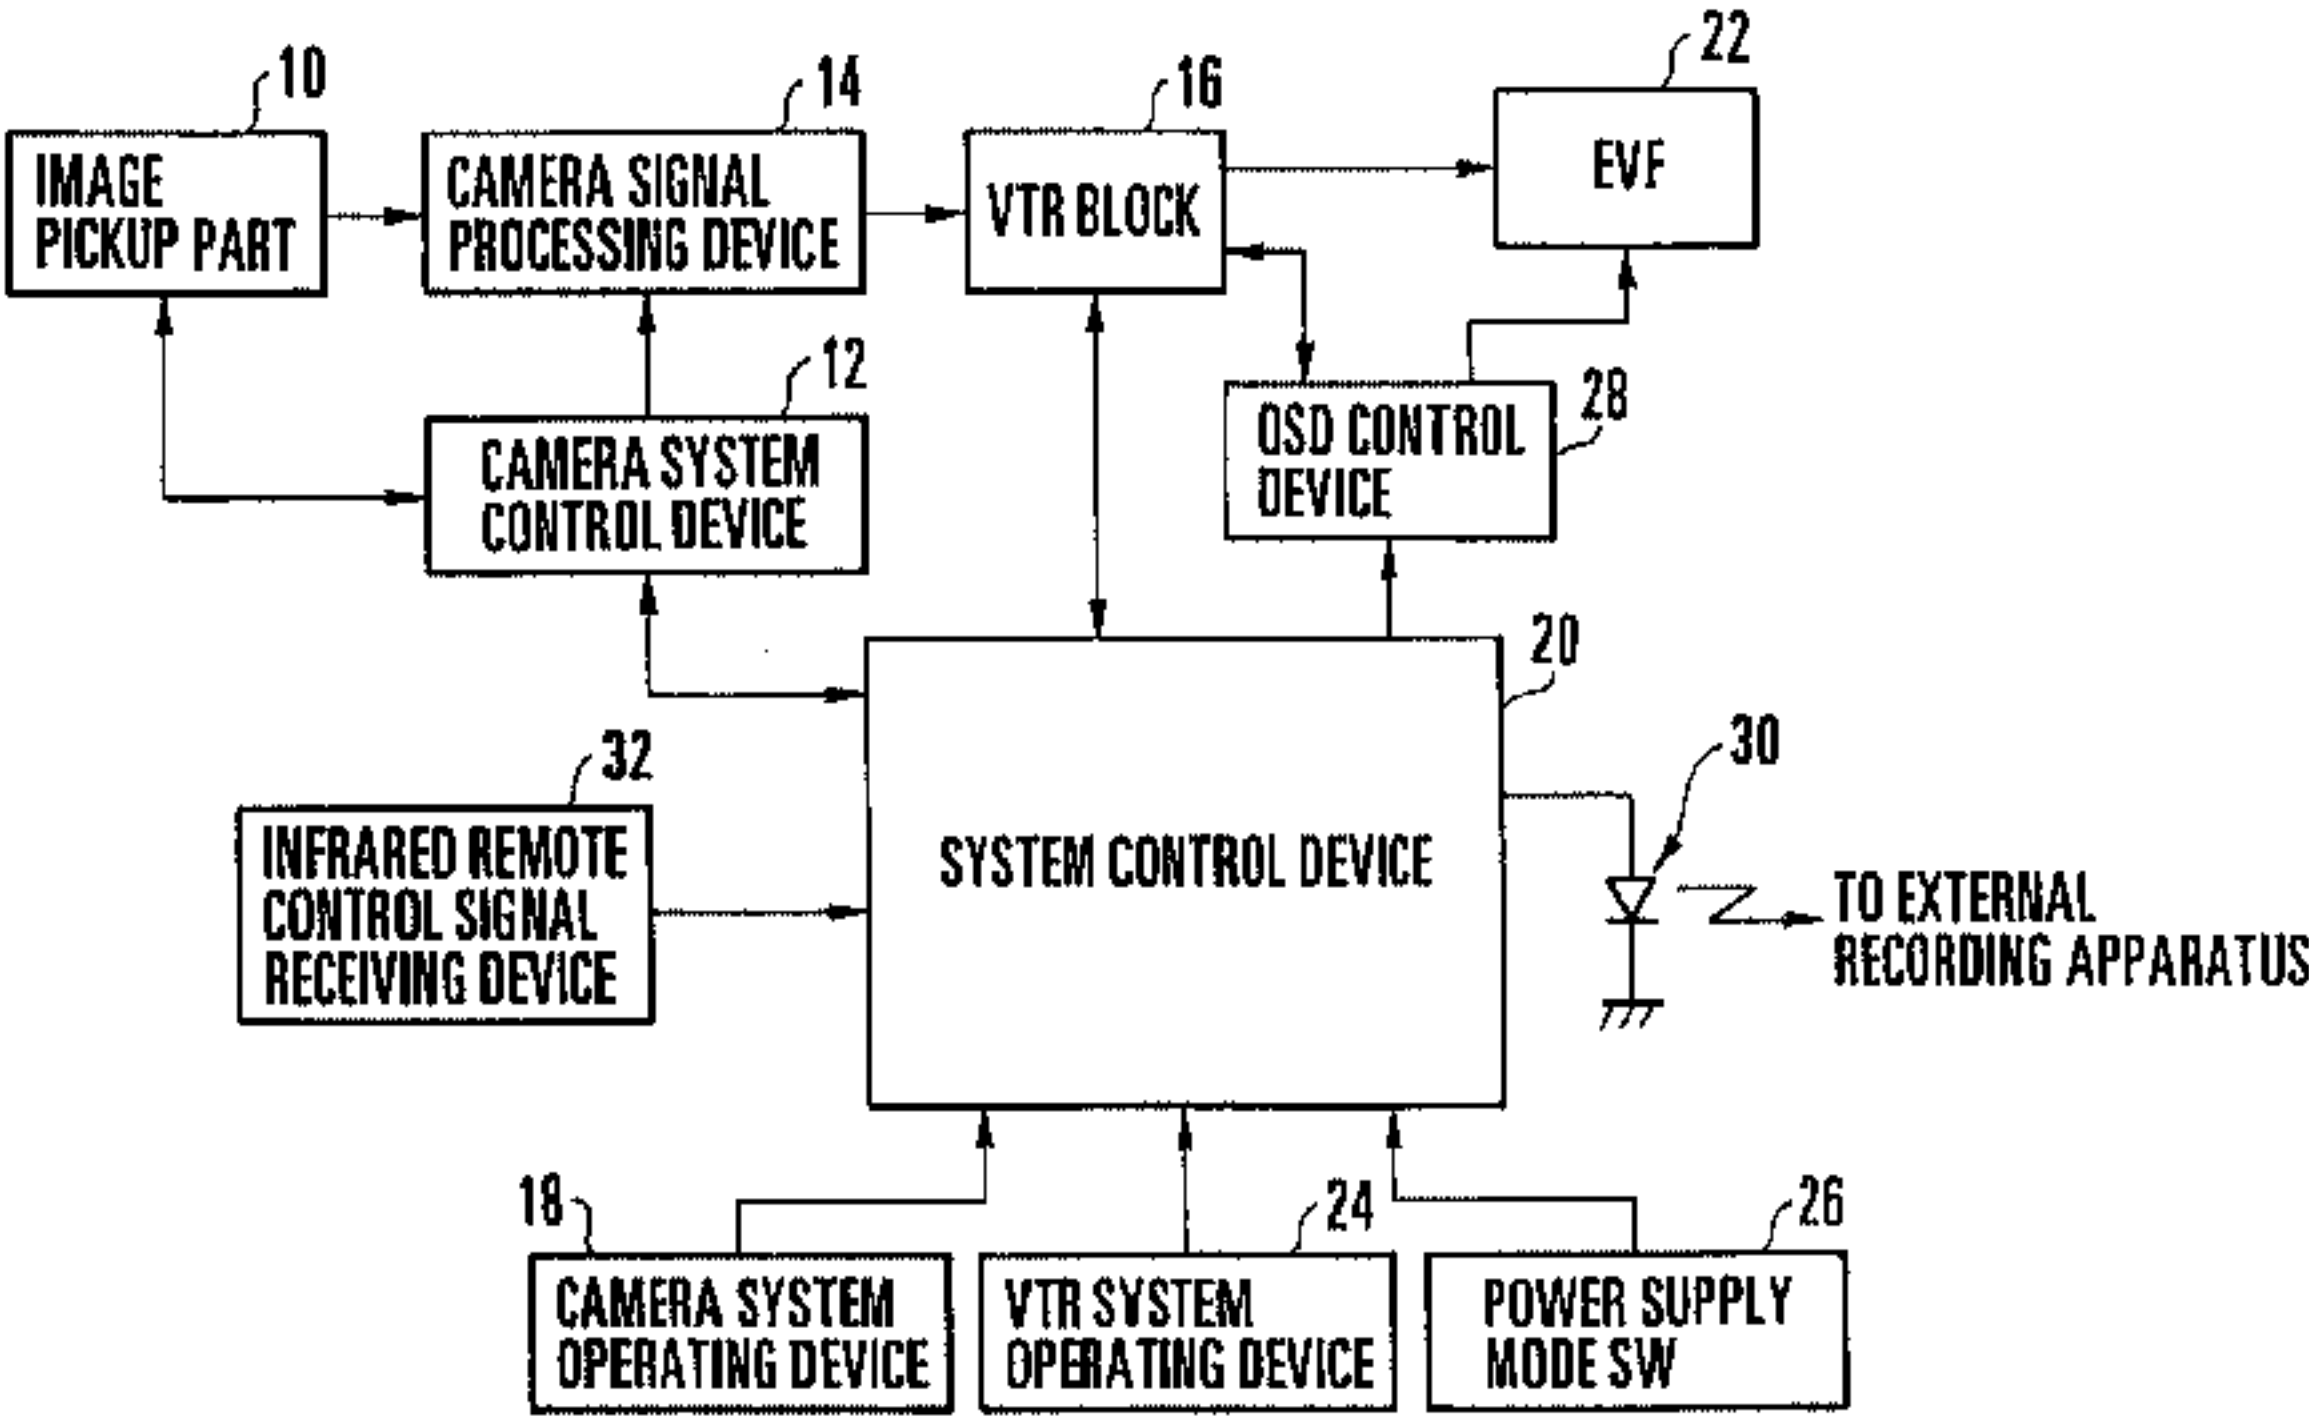 10
IMAGE
PICKUP PART
14
CAMERA SIGNAL
PROCESSING DEVICE
16
VTR BLOCK
22
EVF
12
CAMERA SYSTEM
CONTROL DEVICE
28
OSD CONTROL
DEVICE
20
SYSTEM CONTROL DEVICE
32
INFRARED REMOTE
CONTROL SIGNAL
RECEIVING DEVICE
30
TO EXTERNAL
RECORDING APPARATUS
18
CAMERA SYSTEM
OPERATING DEVICE
24
VTR SYSTEM
OPERATING DEVICE
26
POWER SUPPLY
MODE SW